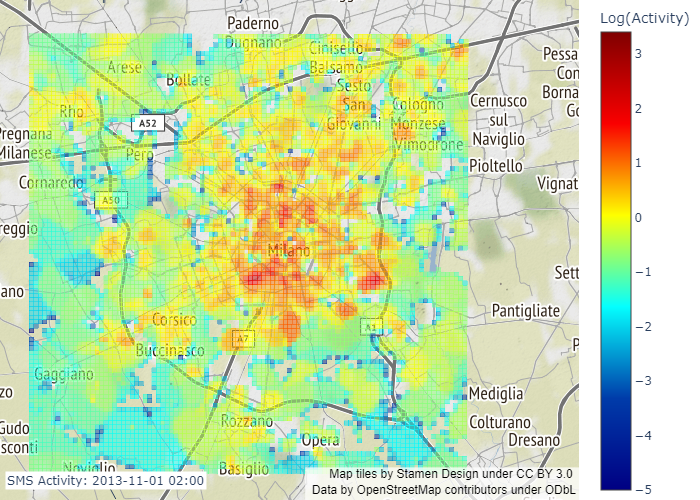 Log(Activity)
3
2
1
0
−1
−2
−3
−4
−5
Paderno
Dugnano
Cinisello
Balsamo
Arese
Bollate
Sesto
San
Giovanni
Rho
Cologno
Monzese
Vimodrone
Cernusco
sul
Naviglio
Pessa
Con
Borna
Go
A52
Pregnana
Milanese
Pero
Pioltello
Cornaredo
Vignat
A50
reggio
Milano
Sett
ano
Pantigliate
Corsico
A1
A7
Buccinasco
P
Gaggiano
zo
Mediglia
Rozzano
Colturano
Gudo
sconti
Opera
Dresano
Noviglio
Basiglio
SMS Activity: 2013-11-01 02:00
Map tiles by Stamen Design under CC BY 3.0
Data by OpenStreetMap contributors under ODbL